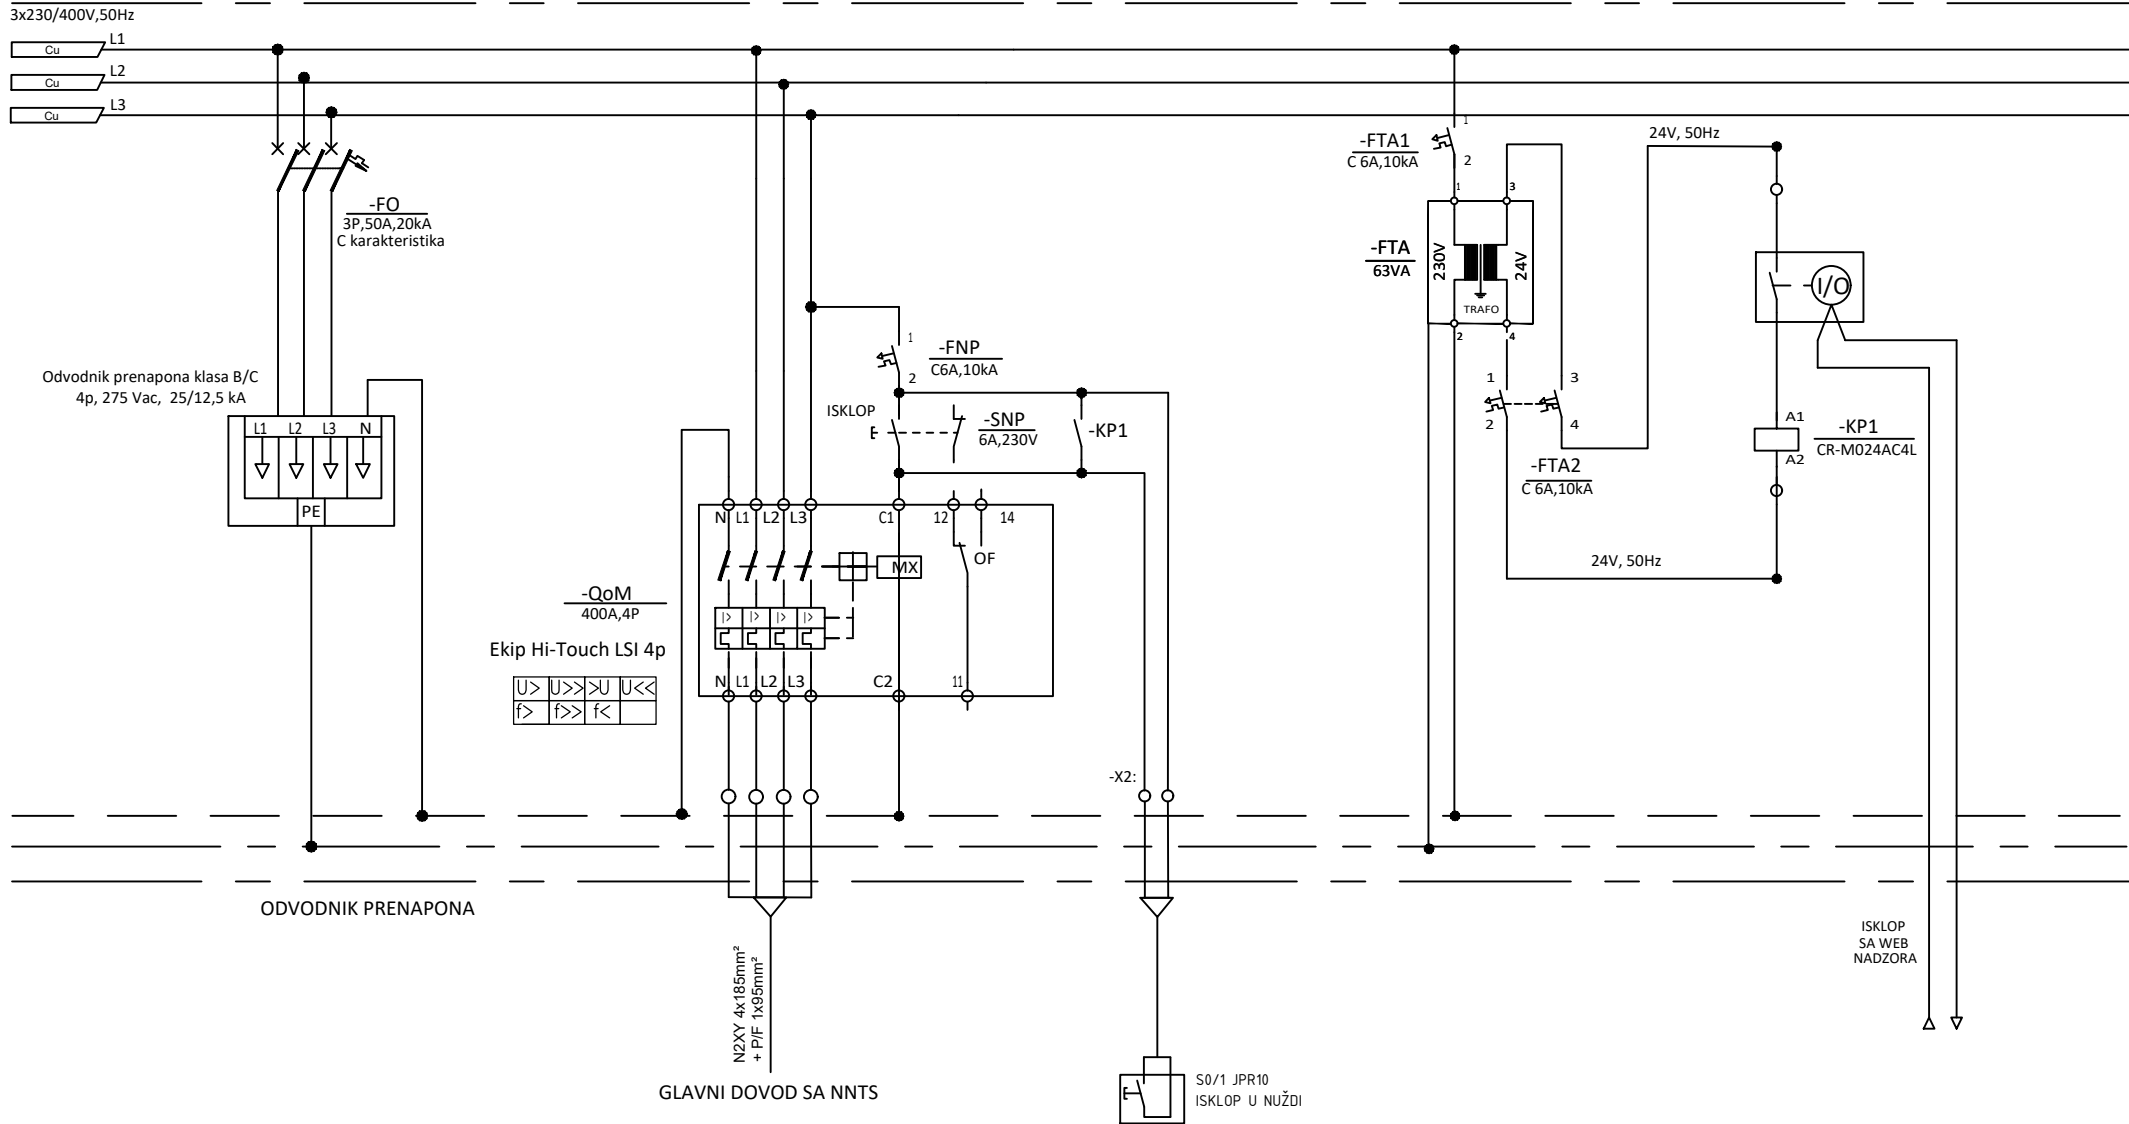 3x230/400V,50Hz
Cu L1
Cu L2
Cu L3
-FO
3P,50A,20kA
C karakteristika
Odvodnik prenapona klasa B/C
4p, 275 Vac, 25/12,5 kA
L1 L2 L3 N
PE
ODVODNIK PRENAPONA
-FNP
C6A,10kA
1
2
ISKLOP
-SNP
6A,230V
-KP1
N L1 L2 L3 C1 12 14
MX
OF
-QoM
400A,4P
Ekip Hi-Touch LSI 4p
I> I> I> I>
U> U>> >U U<<
f> f>> f<
N L1 L2 L3 C2 11
-X2:
N2XY 4x185mm²
+ P/F 1x95mm²
GLAVNI DOVOD SA NNTS
S0/1 JPR10
ISKLOP U NUŽDI
-FTA1
C 6A,10kA
1
2
1 3
-FTA
63VA
230V
24V
TRAFO
2 4
1 3
2 4
-FTA2
C 6A,10kA
24V, 50Hz
I/O
A1
A2
-KP1
CR-M024AC4L
24V, 50Hz
ISKLOP
SA WEB
NADZORA